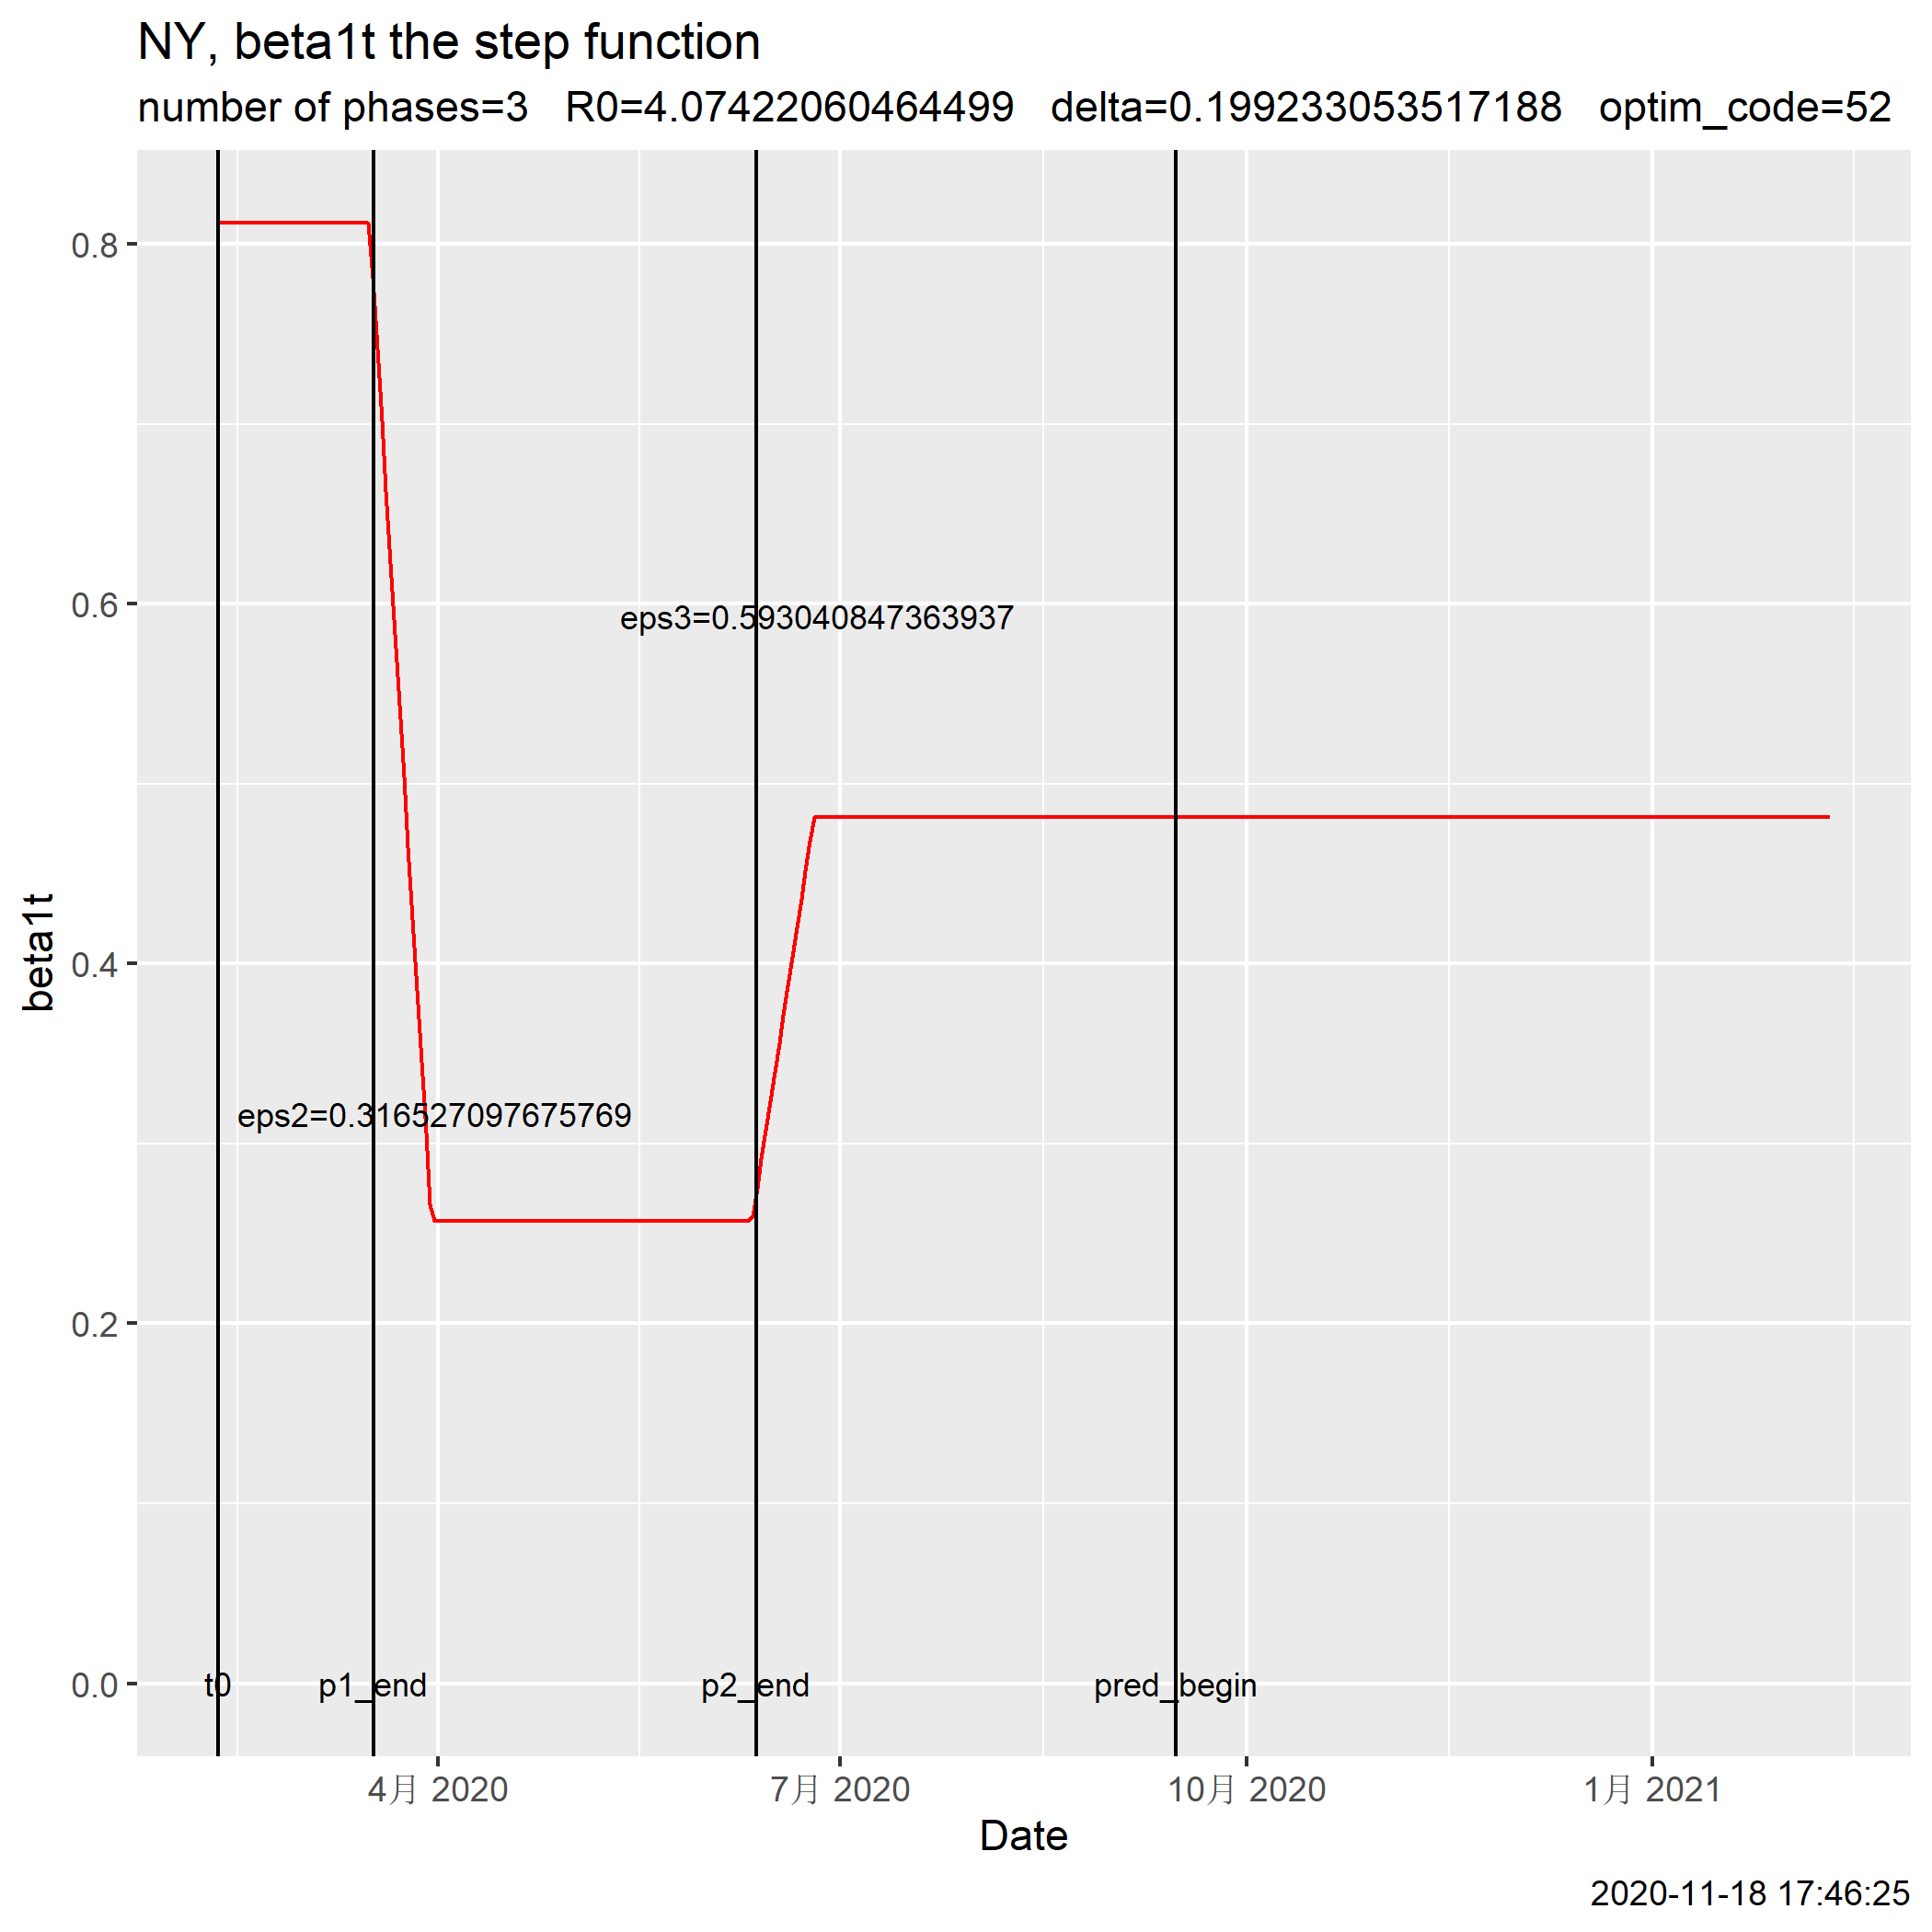 NY, beta1t the step function
number of phases=3 R0=4.07422060464499 delta=0.199233053517188 optim_code=52
0.8
0.6
0.4
0.2
0.0
beta1t
eps3=0.593040847363937
eps2=0.316527097675769
t0 p1_end p2_end pred_begin
4月 2020 7月 2020 10月 2020 1月 2021
Date
2020-11-18 17:46:25